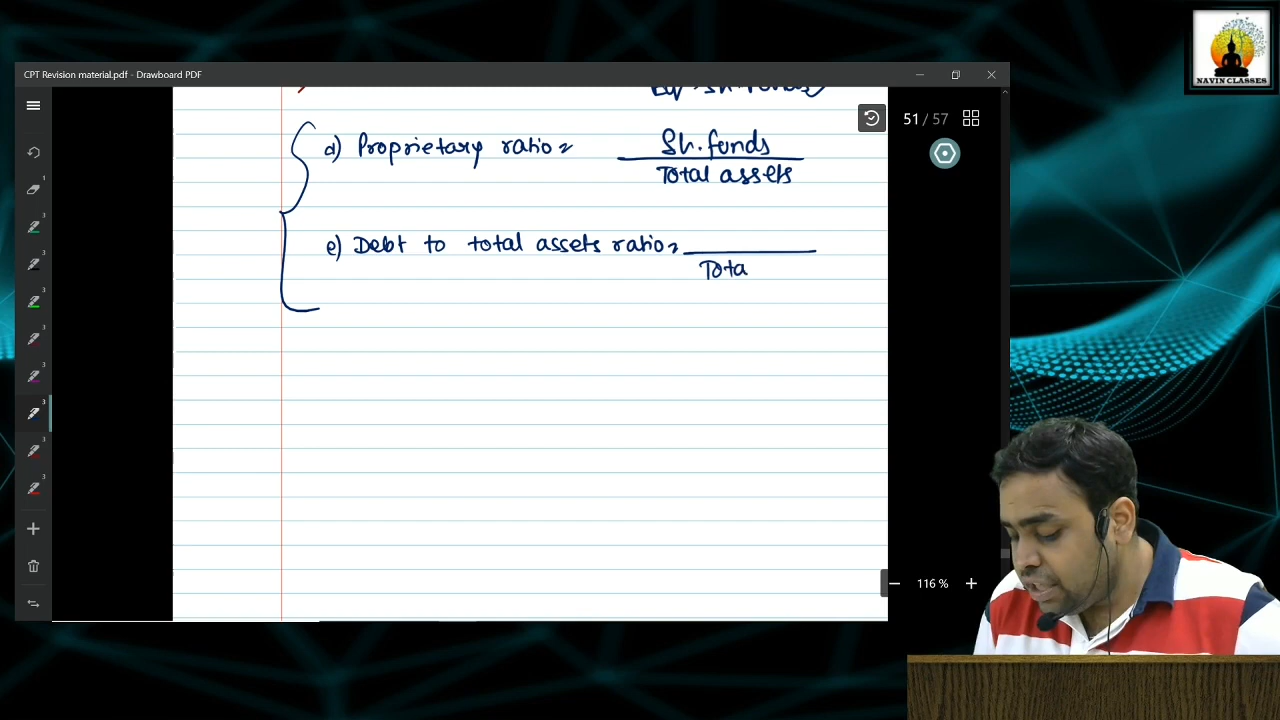 NAVIN CLASSES
CPT Revision material.pdf - Drawboard PDF
51 / 57
d) Proprietary ratio = Sh. funds
Total assets
e) Debt to total assets ratio =
Tota
116 %